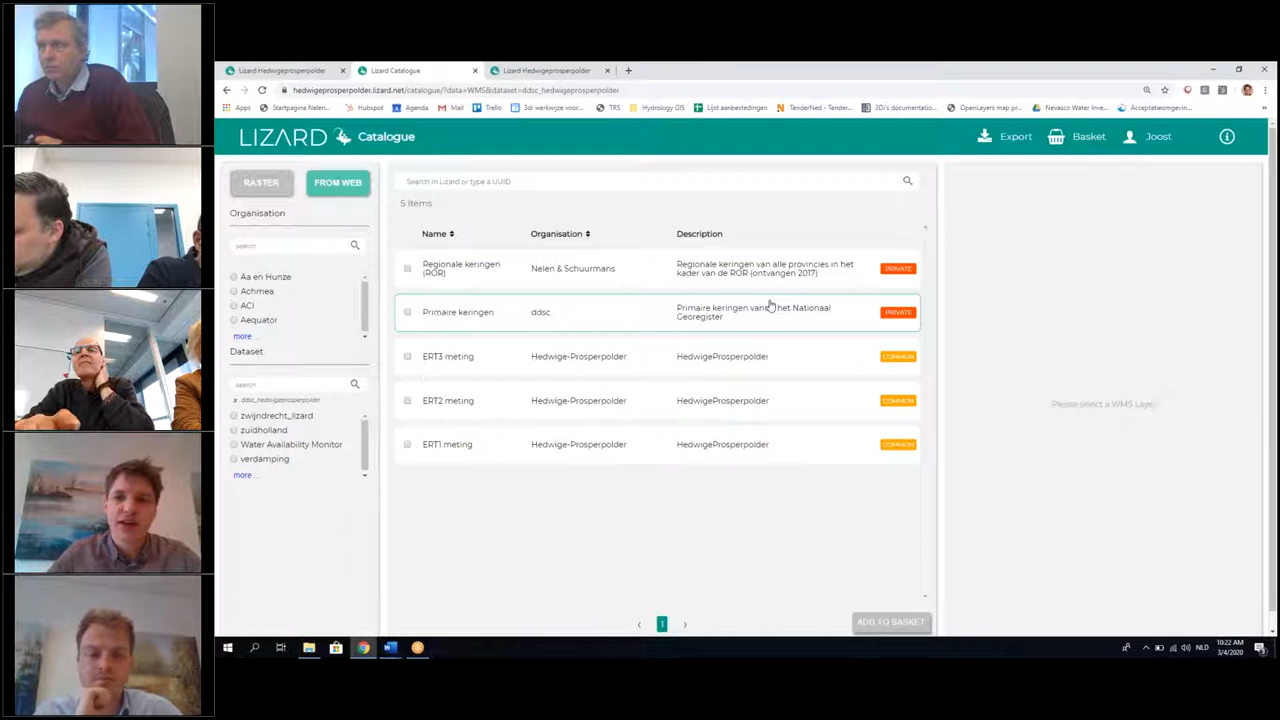 Lizard Hedwigeprosperpolder
Lizard Catalogue
Lizard Hedwigeprosperpolder
hedwigeprosperpolder.lizard.net/catalogue/?data=WMS&dataset=ddsc_hedwigeprosperpolder
Apps
Startpagina Nelen...
Hubspot
Agenda
Mail
Trello
3di werkwijze voor...
TRS
Hydrology GIS
Lijst aanbestedingen
TenderNed - Tender...
3Di's documentatio...
OpenLayers map pr...
Nevasco Water Inve...
Acceptatieomgevin...
LIZARD Catalogue
Export
Basket
Joost
RASTER
FROM WEB
Organisation
search
Aa en Hunze
Achmea
ACI
Aequator
more ...
Dataset
search
x ddsc_hedwigeprosperpolder
zwijndrecht_lizard
zuidholland
Water Availability Monitor
verdamping
more ...
Search in Lizard or type a UUID
5 Items
Name Organisation Description
Regionale keringen
(ROR)
Nelen & Schuurmans
Regionale keringen van alle provincies in het
kader van de ROR (ontvangen 2017)
PRIVATE
Primaire keringen
ddsc
Primaire keringen vans het Nationaal
Georegister
PRIVATE
ERT3 meting Hedwige-Prosperpolder HedwigeProsperpolder COMMON
ERT2 meting Hedwige-Prosperpolder HedwigeProsperpolder COMMON
ERT1 meting Hedwige-Prosperpolder HedwigeProsperpolder COMMON
Please select a WMS Laye
1
ADD TO BASKET
NLD
10:22 AM
3/4/2020